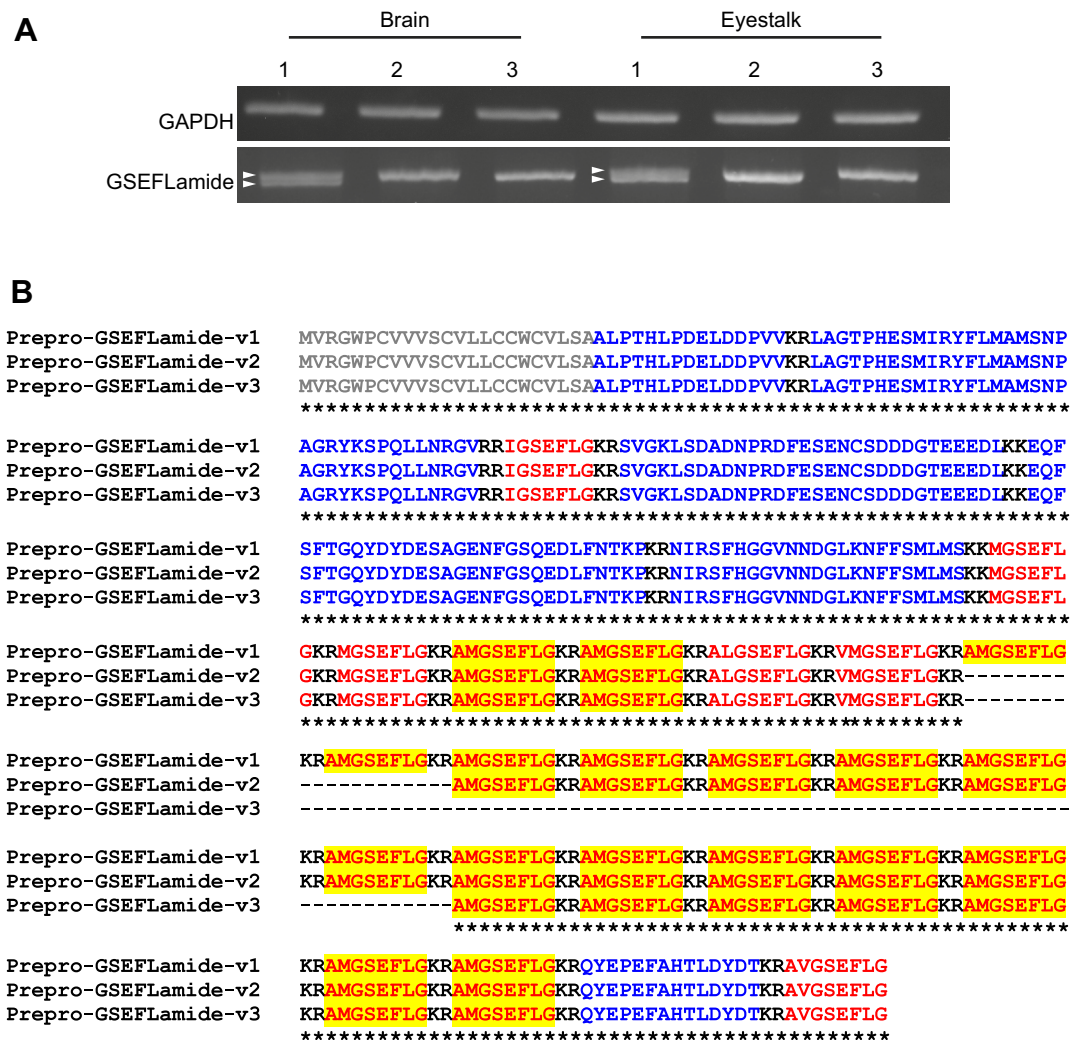 A
Brain
Eyestalk
1 2 3 1 2 3
GAPDH
GSEFLamide
B
Prepro-GSEFLamide-v1 MVRGWPCVVVSCVLLCCWCVLSAALPTHLPDELDDPVVKRLAGTPHESMIRYFLMAMSNP
Prepro-GSEFLamide-v2 MVRGWPCVVVSCVLLCCWCVLSAALPTHLPDELDDPVVKRLAGTPHESMIRYFLMAMSNP
Prepro-GSEFLamide-v3 MVRGWPCVVVSCVLLCCWCVLSAALPTHLPDELDDPVVKRLAGTPHESMIRYFLMAMSNP
************************************************************
Prepro-GSEFLamide-v1 AGRYKSPQLLNRGVRRIGSEFLGKRSVGKLSDADNPRDFESENCSDDDGTEEEDLKKEQF
Prepro-GSEFLamide-v2 AGRYKSPQLLNRGVRRIGSEFLGKRSVGKLSDADNPRDFESENCSDDDGTEEEDLKKEQF
Prepro-GSEFLamide-v3 AGRYKSPQLLNRGVRRIGSEFLGKRSVGKLSDADNPRDFESENCSDDDGTEEEDLKKEQF
************************************************************
Prepro-GSEFLamide-v1 SFTGQYDYDESAGENFGSQEDLFNTKPKRNIRSFHGGVNNDGLKNFFSMLMSKKMGSEFL
Prepro-GSEFLamide-v2 SFTGQYDYDESAGENFGSQEDLFNTKPKRNIRSFHGGVNNDGLKNFFSMLMSKKMGSEFL
Prepro-GSEFLamide-v3 SFTGQYDYDESAGENFGSQEDLFNTKPKRNIRSFHGGVNNDGLKNFFSMLMSKKMGSEFL
************************************************************
Prepro-GSEFLamide-v1 GKRMGSEFLGKRAMGSEFLGKRAMGSEFLGKRALGSEFLGKRVMGSEFLGKRAMGSEFLG
Prepro-GSEFLamide-v2 GKRMGSEFLGKRAMGSEFLGKRAMGSEFLGKRALGSEFLGKRVMGSEFLGKR--------
Prepro-GSEFLamide-v3 GKRMGSEFLGKRAMGSEFLGKRAMGSEFLGKRALGSEFLGKRVMGSEFLGKR--------
****************************************************
Prepro-GSEFLamide-v1 KRAMGSEFLGKRAMGSEFLGKRAMGSEFLGKRAMGSEFLGKRAMGSEFLGKRAMGSEFLG
Prepro-GSEFLamide-v2 ------------AMGSEFLGKRAMGSEFLGKRAMGSEFLGKRAMGSEFLGKRAMGSEFLG
Prepro-GSEFLamide-v3 ------------------------------------------------------------
Prepro-GSEFLamide-v1 KRAMGSEFLGKRAMGSEFLGKRAMGSEFLGKRAMGSEFLGKRAMGSEFLGKRAMGSEFLG
Prepro-GSEFLamide-v2 KRAMGSEFLGKRAMGSEFLGKRAMGSEFLGKRAMGSEFLGKRAMGSEFLGKRAMGSEFLG
Prepro-GSEFLamide-v3 ------------AMGSEFLGKRAMGSEFLGKRAMGSEFLGKRAMGSEFLGKRAMGSEFLG
************************************************
Prepro-GSEFLamide-v1 KRAMGSEFLGKRAMGSEFLGKRQYEPEFAHTLDYDTKRAVGSEFLG
Prepro-GSEFLamide-v2 KRAMGSEFLGKRAMGSEFLGKRQYEPEFAHTLDYDTKRAVGSEFLG
Prepro-GSEFLamide-v3 KRAMGSEFLGKRAMGSEFLGKRQYEPEFAHTLDYDTKRAVGSEFLG
**********************************************